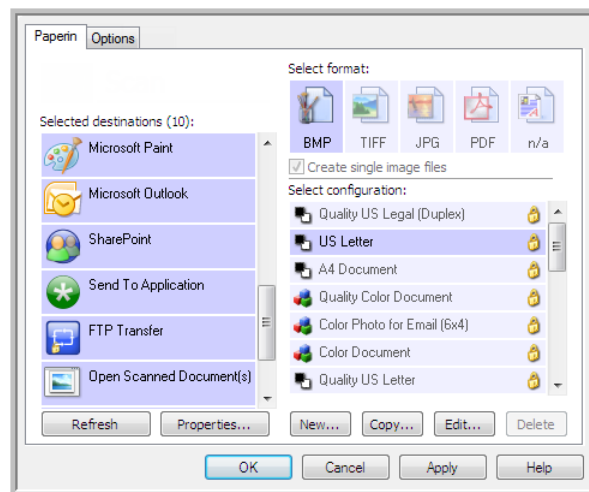 Paperin
Options
Select format:
BMP
TIFF
JPG
PDF
n/a
Create single image files
Selected destinations (10):
Microsoft Paint
Microsoft Outlook
SharePoint
Send To Application
FTP Transfer
Open Scanned Document(s)
Select configuration:
Quality US Legal (Duplex)
US Letter
A4 Document
Quality Color Document
Color Photo for Email (6x4)
Color Document
Quality US Letter
Refresh
Properties...
New...
Copy...
Edit...
Delete
OK
Cancel
Apply
Help